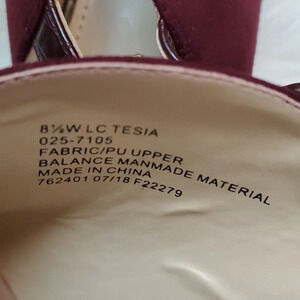 8½W LC TESIA
025-7105
FABRIC/PU UPPER
BALANCE MANMADE MATERIAL
MADE IN CHINA
762401 07/18 F22279